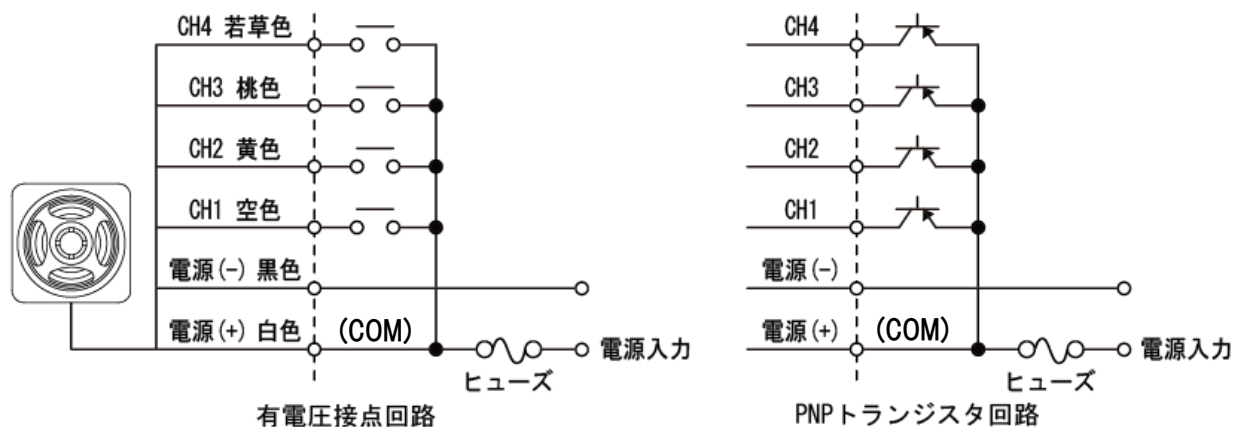 CH4 若草色
CH3 桃色
CH2 黄色
CH1 空色
電源(-) 黒色
電源(+) 白色 (COM)
電源入力
ヒューズ
有電圧接点回路
CH4
CH3
CH2
CH1
電源(-)
電源(+) (COM)
電源入力
ヒューズ
PNPトランジスタ回路